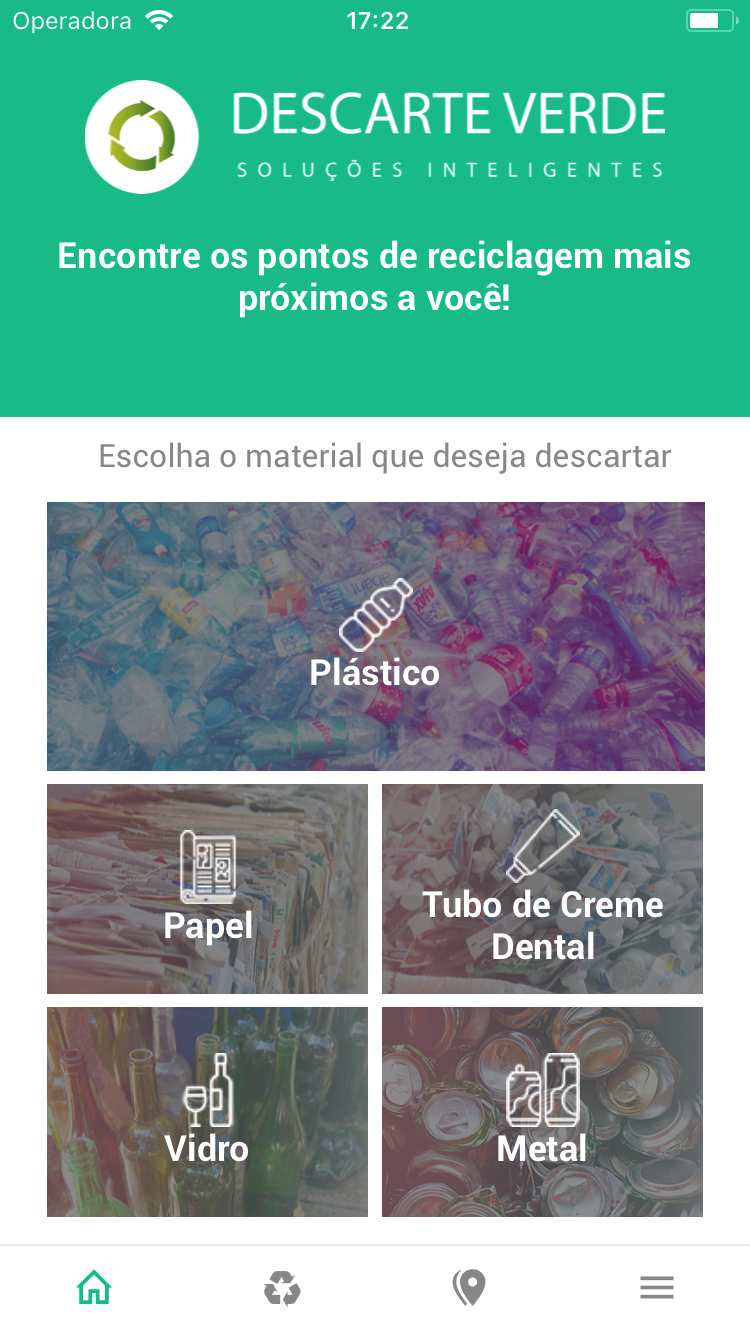 Operadora
17:22
DESCARTE VERDE
SOLUÇÕES INTELIGENTES
Encontre os pontos de reciclagem mais
próximos a você!
Escolha o material que deseja descartar
Plástico
Papel
Tubo de Creme
Dental
Vidro
Metal